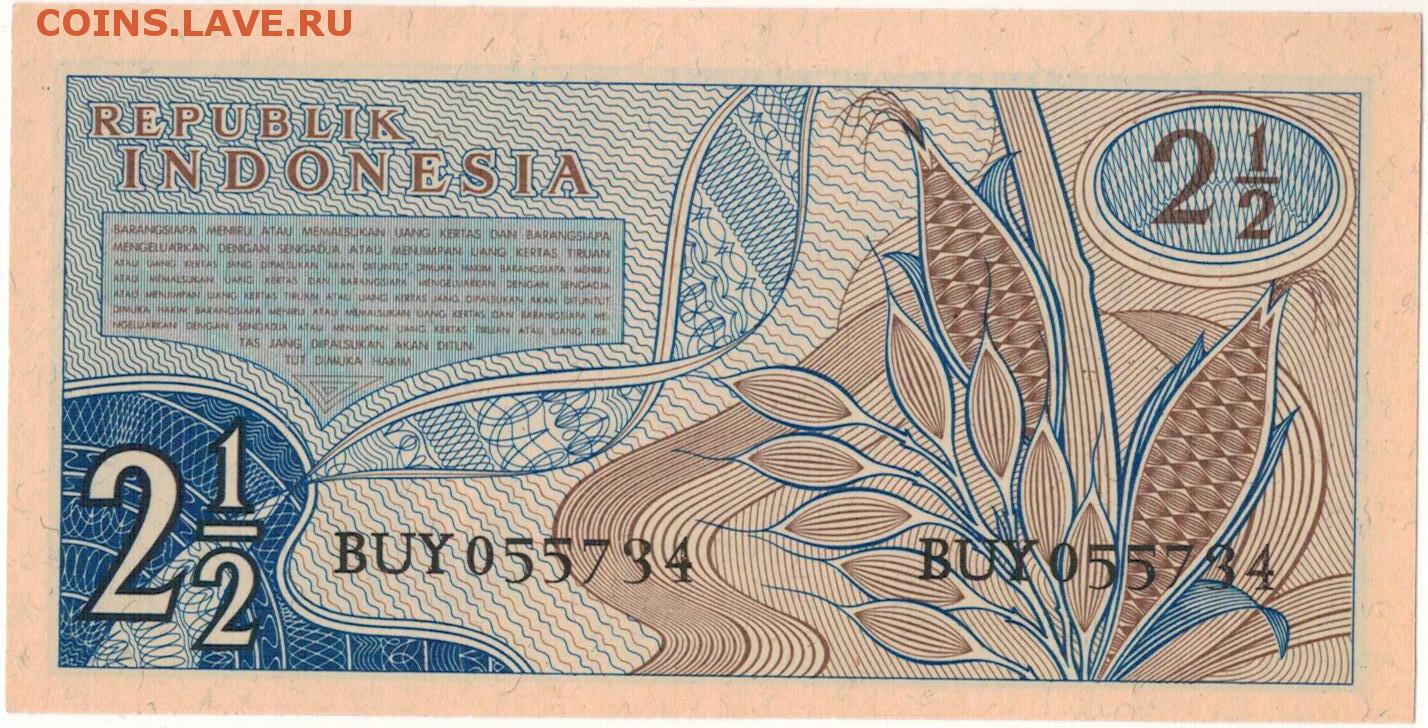 COINS.LAVE.RU
REPUBLIK
INDONESIA
2 1/2
BARANGSIAPA MENIRU ATAU MEMALSUKAN UANG KERTAS DAN BARANGSIAPA
MENGELUARKAN DENGAN SENGADJA ATAU MENJIMPAN UANG KERTAS TIRUAN
ATAU UANG KERTAS JANG DIPALSUKAN AKAN DITUNTUT DIMUKA HAKIM BARANGSIAPA MENIRU
ATAU MEMALSUKAN UANG KERTAS DAN BARANGSIAPA MENGELUARKAN DENGAN SENGADJA
ATAU MENJIMPAN UANG KERTAS TIRUAN ATAU UANG KERTAS JANG DIPALSUKAN AKAN DITUNTUT
DIMUKA HAKIM BARANGSIAPA MENIRU ATAU MEMALSUKAN UANG KERTAS DAN BARANGSIAPA ME
NGELUARKAN DENGAN SENGADJA ATAU MENJIMPAN UANG KERTAS TIRUAN ATAU UANG KER
TAS JANG DIPALSUKAN AKAN DITUN
TUT DIMUKA HAKIM
2 1/2
BUY055734 BUY055734